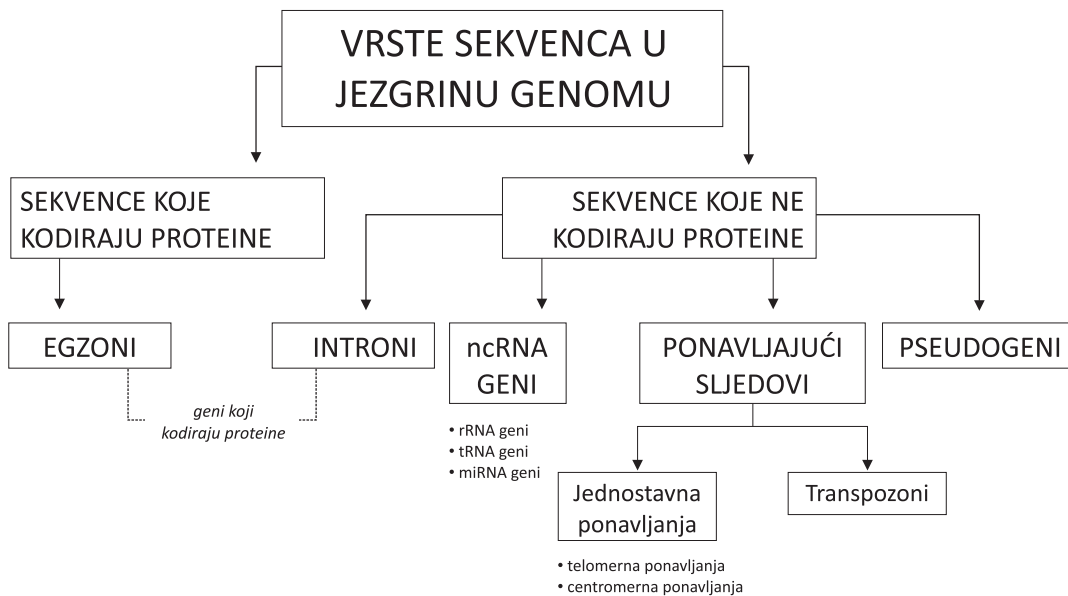 VRSTE SEKVENCA U
JEZGRINU GENOMU
SEKVENCE KOJE
KODIRAJU PROTEINE
SEKVENCE KOJE NE
KODIRAJU PROTEINE
EGZONI
INTRONI
ncRNA
GENI
PONAVLJAJUĆI
SLJEDOVI
PSEUDOGENI
geni koji
kodiraju proteine
• rRNA geni
• tRNA geni
• miRNA geni
Jednostavna
ponavljanja
Transpozoni
• telomerna ponavljanja
• centromerna ponavljanja